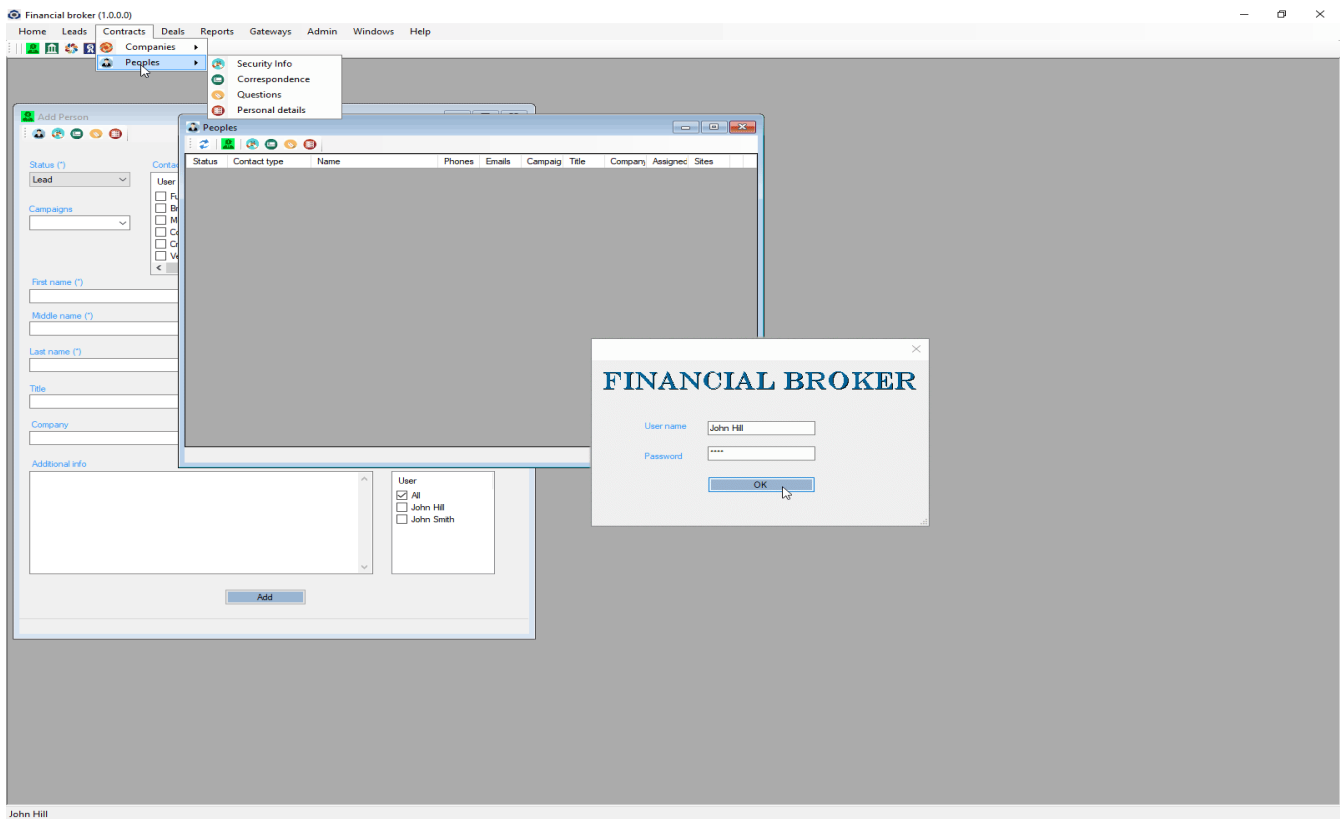 Financial broker (1.0.0.0)
Home Leads Contracts Deals Reports Gateways Admin Windows Help
Companies
Peoples
Security Info
Correspondence
Questions
Personal details
Add Person
Status (*)
Lead
Campaigns
User
First name (*)
Middle name (*)
Last name (*)
Title
Company
Additional info
User
All
John Hill
John Smith
Add
Peoples
Status Contact type Name Phones Emails Campaig Title Company Assignec Sites
FINANCIAL BROKER
User name John Hill
Password ****
OK
John Hill